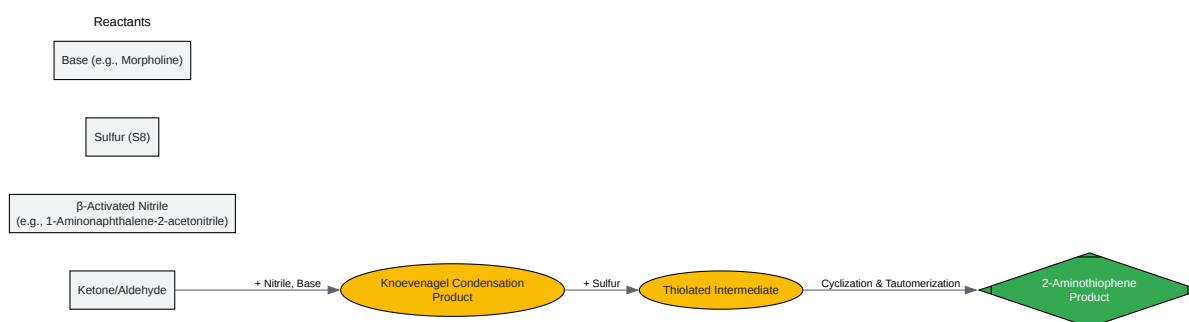 Reactants
Base (e.g., Morpholine)
Sulfur (S8)
β-Activated Nitrile
(e.g., 1-Aminonaphthalene-2-acetonitrile)
Ketone/Aldehyde
+ Nitrile, Base
Knoevenagel Condensation
Product
+ Sulfur
Thiolated Intermediate
Cyclization & Tautomerization
2-Aminothiophene
Product